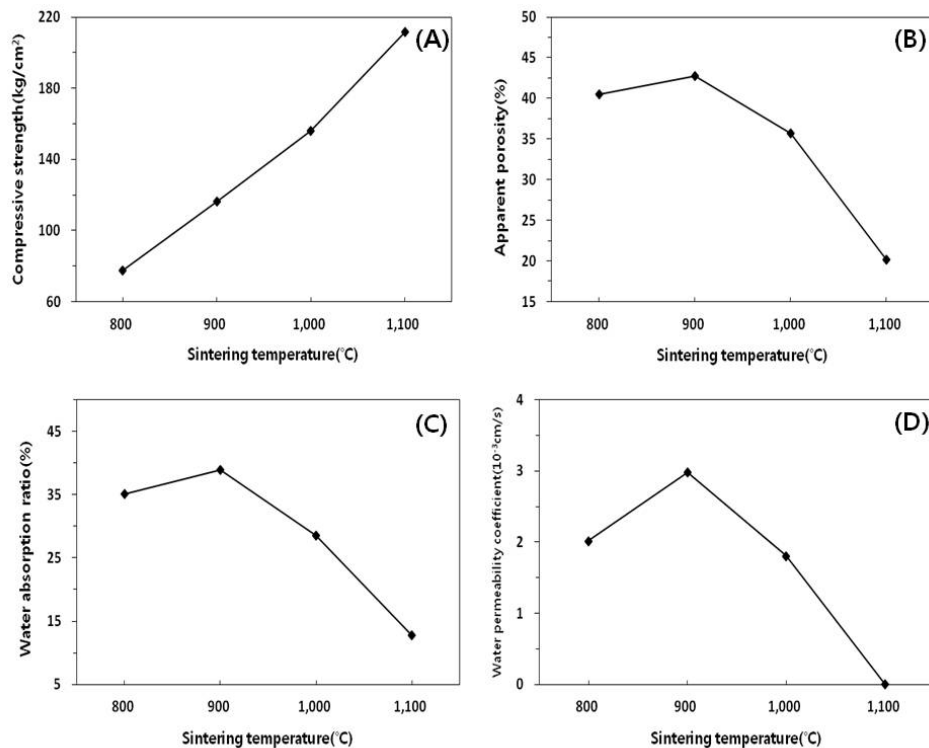 (A)
Compressive strength(kg/cm²)
220
180
140
100
60
800 900 1,000 1,100
Sintering temperature(°C)
(B)
Apparent porosity(%)
50
45
40
35
30
25
20
15
800 900 1,000 1,100
Sintering temperature(°C)
(C)
Water absorption ratio(%)
45
35
25
15
5
800 900 1,000 1,100
Sintering temperature(°C)
(D)
Water permeability coefficient(10⁻³cm/s)
4
3
2
1
0
800 900 1,000 1,100
Sintering temperature(°C)